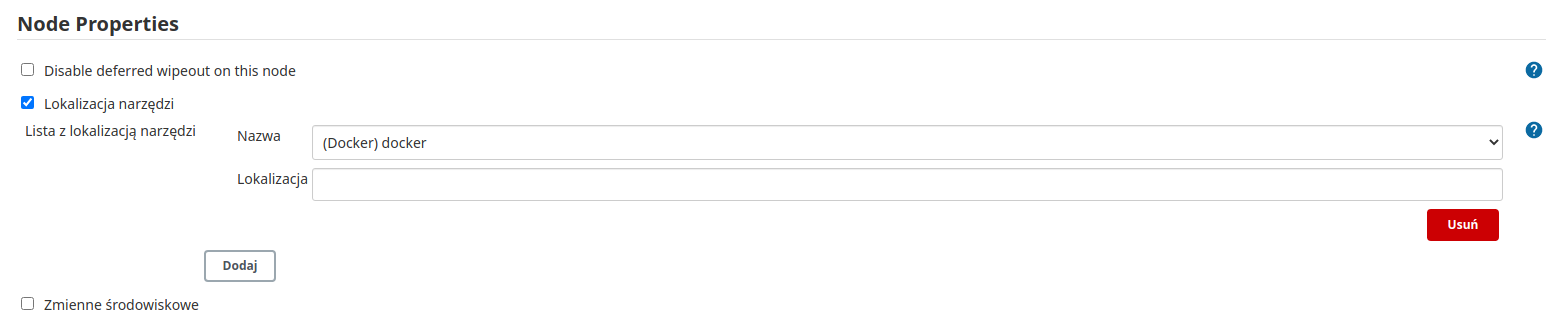 Node Properties
Disable deferred wipeout on this node
Lokalizacja narzędzi
Lista z lokalizacją narzędzi
Nazwa
(Docker) docker
Lokalizacja
Usuń
Dodaj
Zmienne środowiskowe